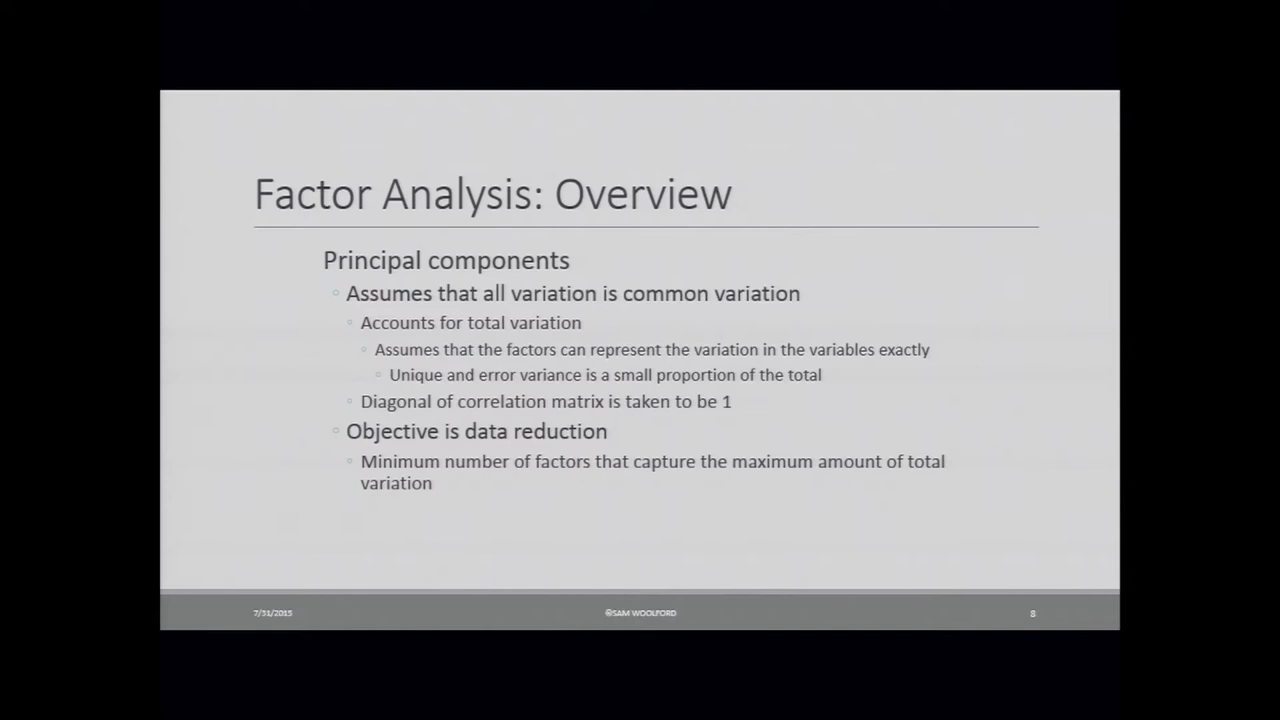 Factor Analysis: Overview
Principal components
Assumes that all variation is common variation
Accounts for total variation
Assumes that the factors can represent the variation in the variables exactly
Unique and error variance is a small proportion of the total
Diagonal of correlation matrix is taken to be 1
Objective is data reduction
Minimum number of factors that capture the maximum amount of total
variation
7/31/2015
@SAM WOOLFORD
8